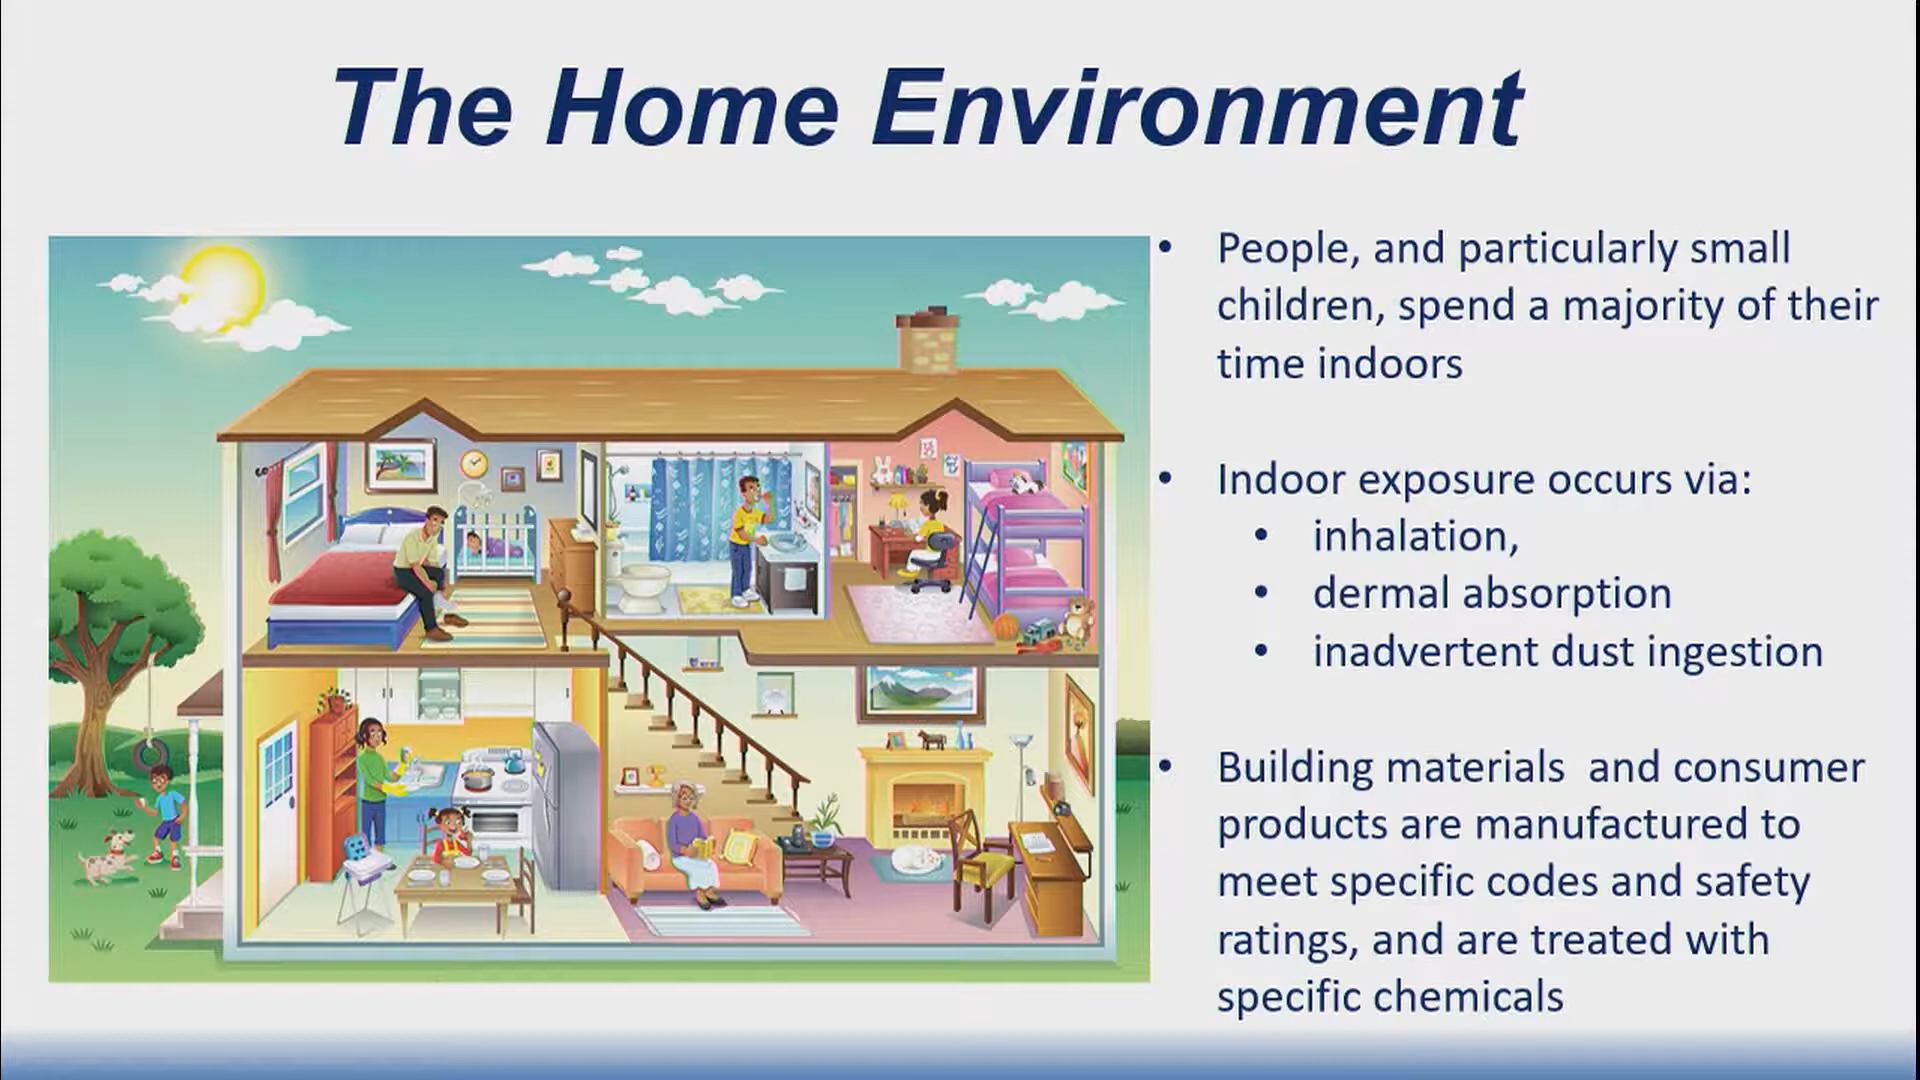 The Home Environment
• People, and particularly small
children, spend a majority of their
time indoors
• Indoor exposure occurs via:
• inhalation,
• dermal absorption
• inadvertent dust ingestion
• Building materials  and consumer
products are manufactured to
meet specific codes and safety
ratings, and are treated with
specific chemicals